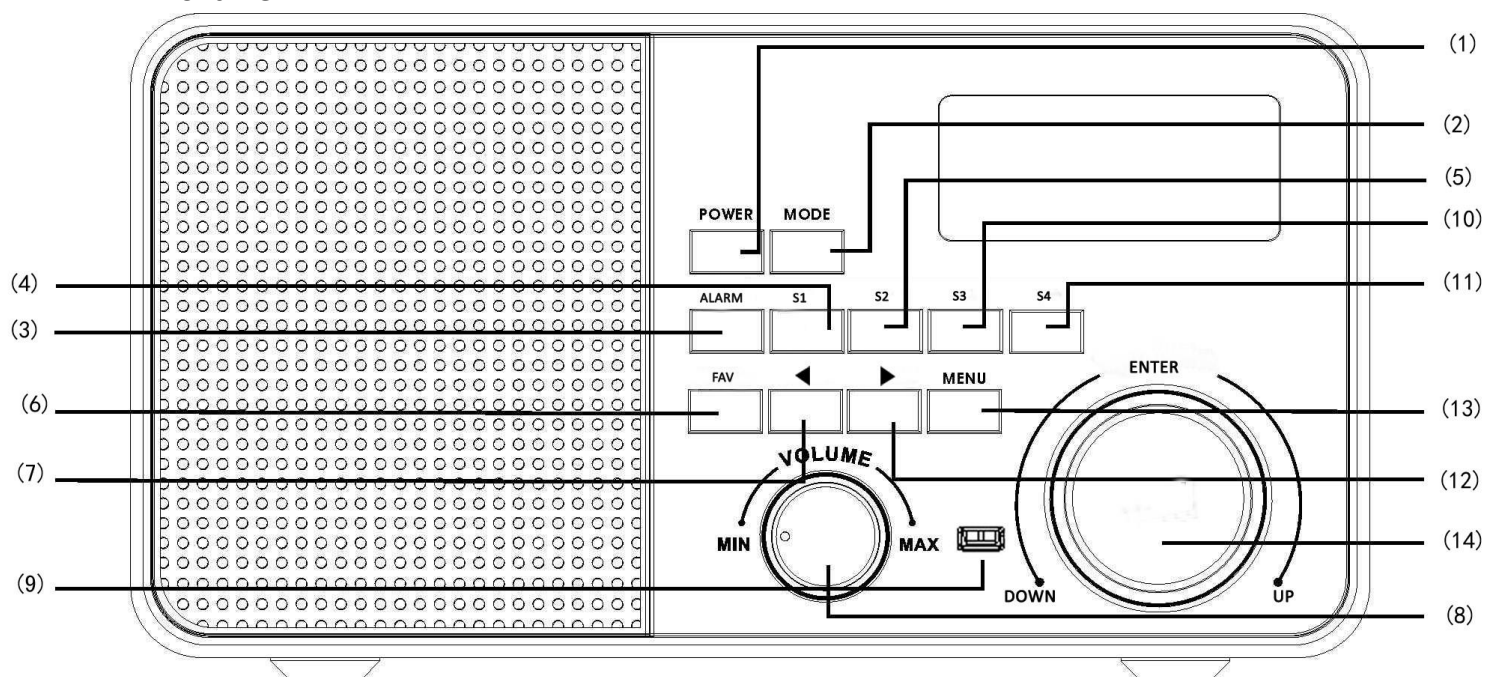 (1)
(2)
(5)
POWER MODE
(10)
(4)
(11)
ALARM S1 S2 S3 S4
(3)
ENTER
FAV ◀ ▶ MENU
(6)
(13)
VOLUME
(7)
(12)
MIN MAX
(14)
(9)
DOWN UP
(8)